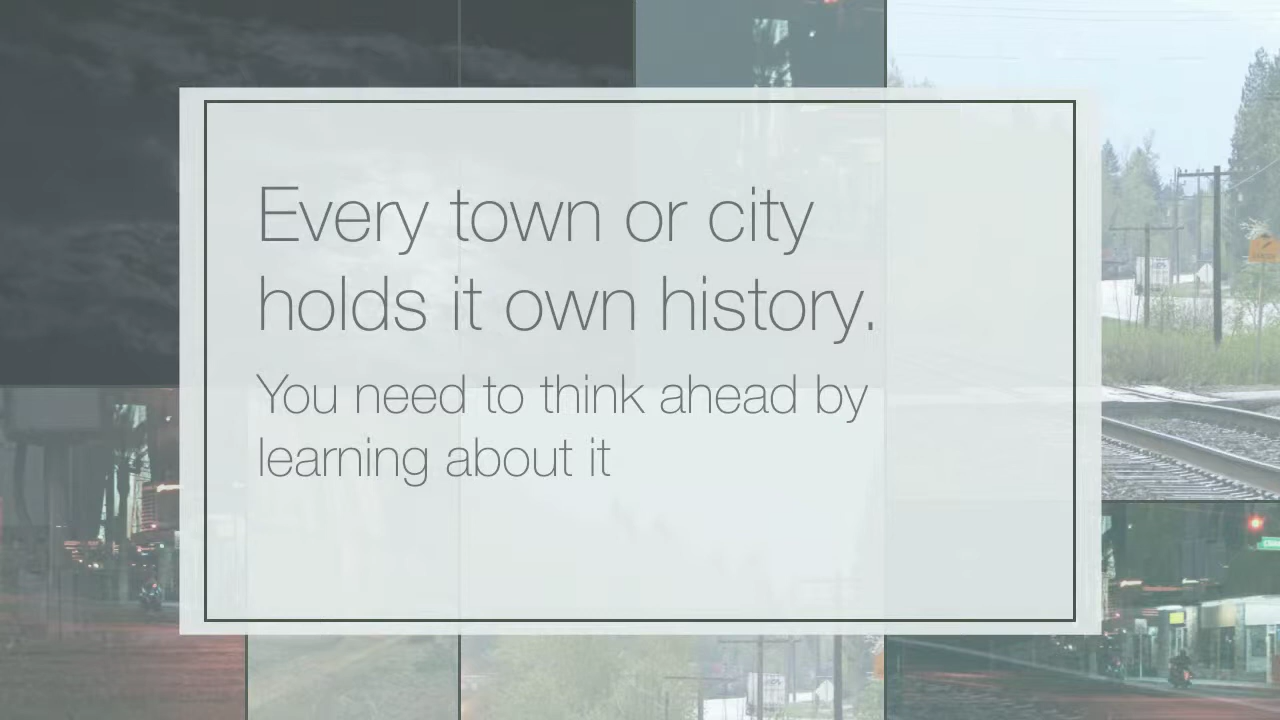 Every town or city
holds it own history.
You need to think ahead by
learning about it